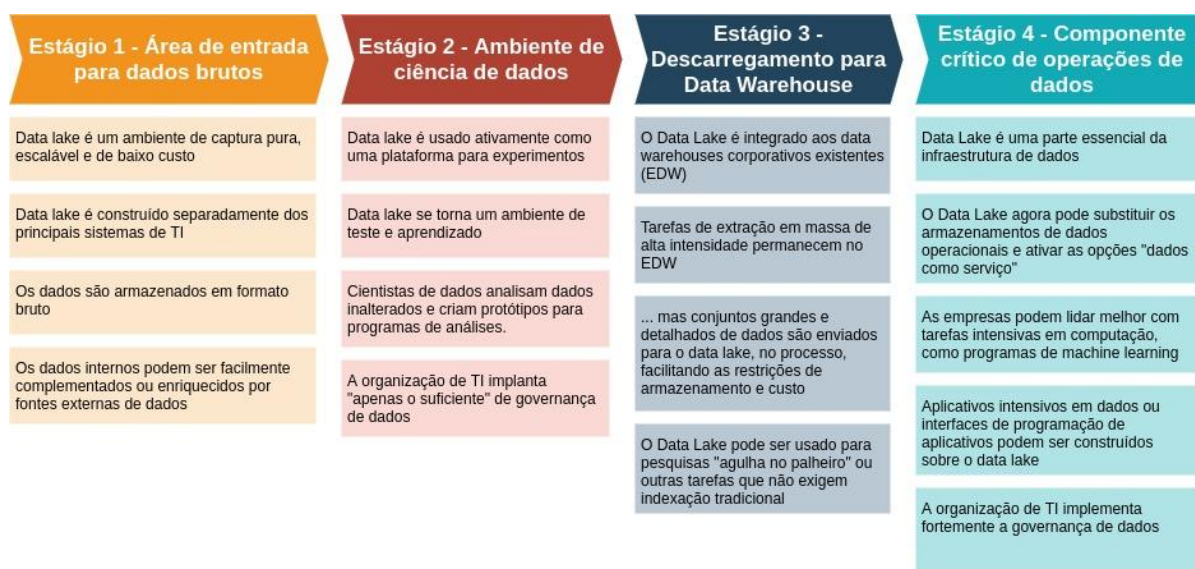 Estágio 1 - Área de entrada
para dados brutos
Data lake é um ambiente de captura pura,
escalável e de baixo custo
Data lake é construído separadamente dos
principais sistemas de TI
Os dados são armazenados em formato
bruto
Os dados internos podem ser facilmente
complementados ou enriquecidos por
fontes externas de dados
Estágio 2 - Ambiente de
ciência de dados
Data lake é usado ativamente como
uma plataforma para experimentos
Data lake se torna um ambiente de
teste e aprendizado
Cientistas de dados analisam dados
inalterados e criam protótipos para
programas de análises.
A organização de TI implanta
"apenas o suficiente" de governança
de dados
Estágio 3 -
Descarregamento para
Data Warehouse
O Data Lake é integrado aos data
warehouses corporativos existentes
(EDW)
Tarefas de extração em massa de
alta intensidade permanecem no
EDW
... mas conjuntos grandes e
detalhados de dados são enviados
para o data lake, no processo,
facilitando as restrições de
armazenamento e custo
O Data Lake pode ser usado para
pesquisas "agulha no palheiro" ou
outras tarefas que não exigem
indexação tradicional
Estágio 4 - Componente
crítico de operações de
dados
Data Lake é uma parte essencial da
infraestrutura de dados
O Data Lake agora pode substituir os
armazenamentos de dados
operacionais e ativar as opções "dados
como serviço"
As empresas podem lidar melhor com
tarefas intensivas em computação,
como programas de machine learning
Aplicativos intensivos em dados ou
interfaces de programação de
aplicativos podem ser construídos
sobre o data lake
A organização de TI implementa
fortemente a governança de dados